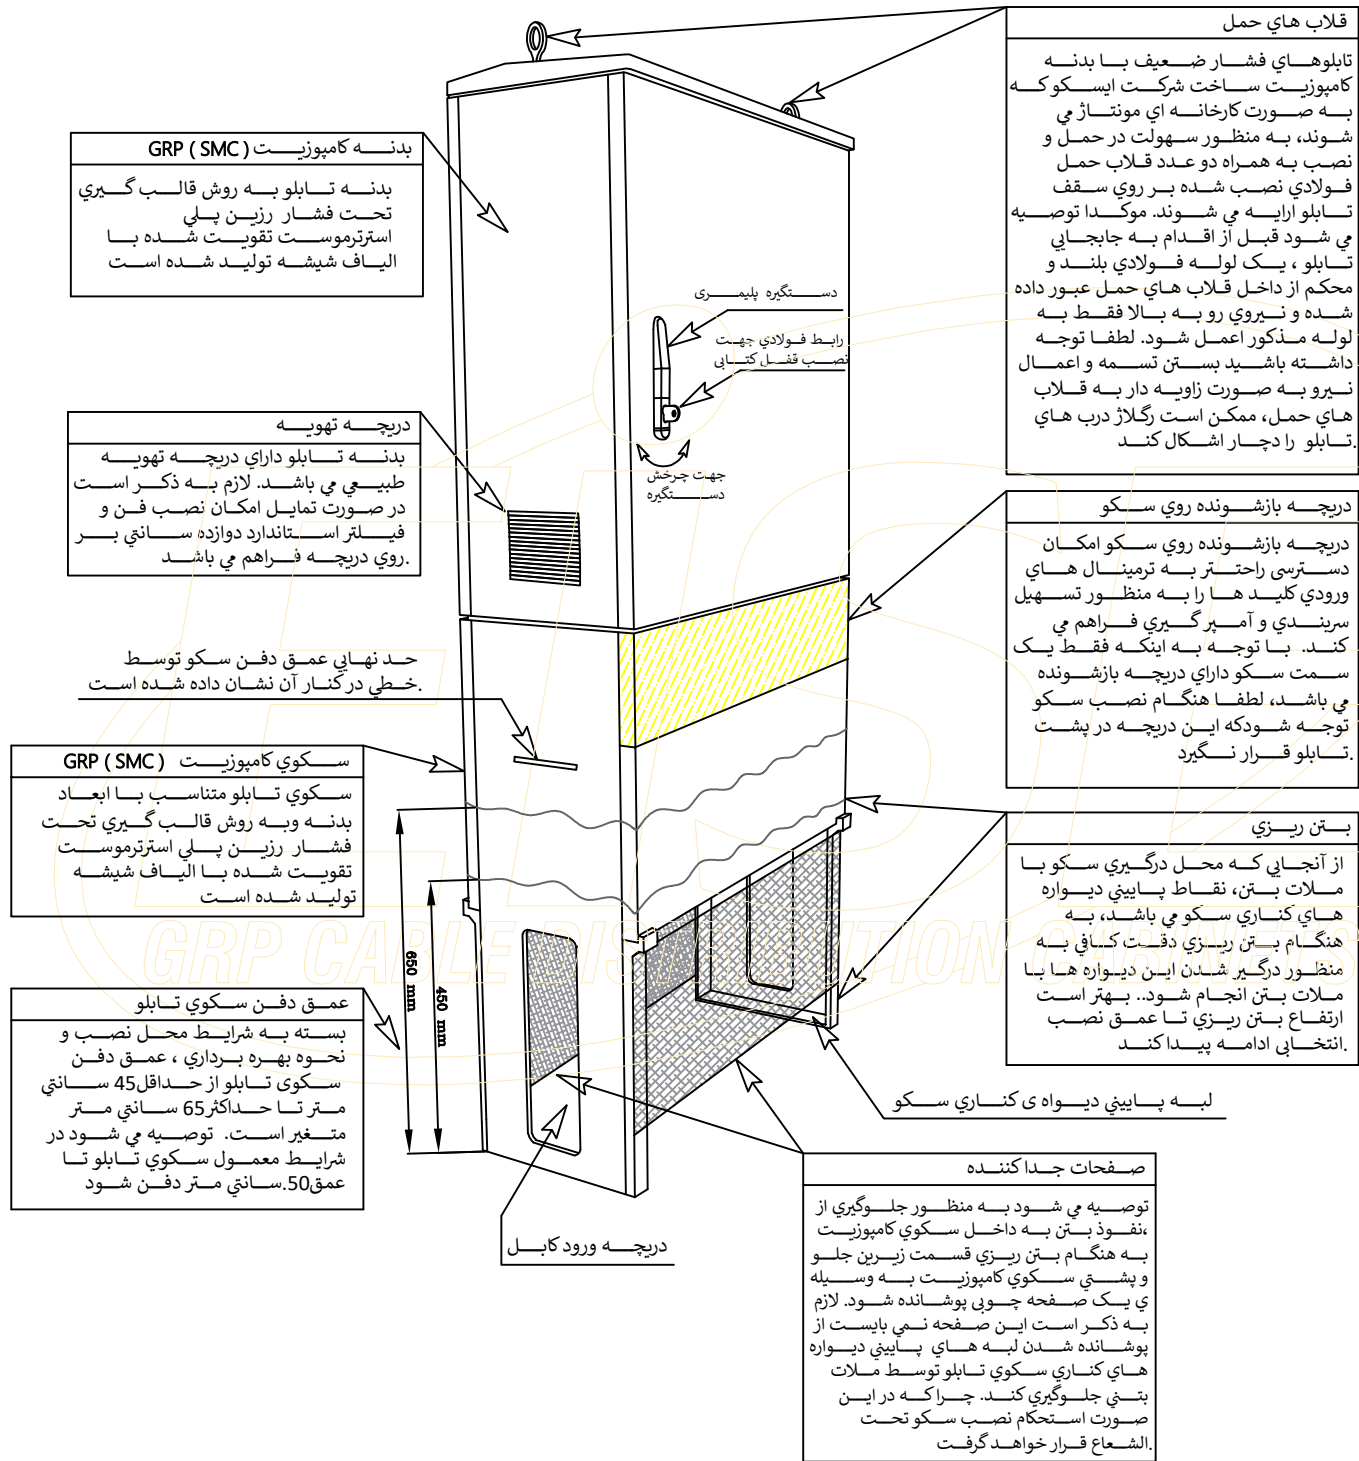 قلاب هاي حمل
تابلوهاي فشار ضعيف با بدنه
كامپوزيت ساخت شركت ايسكو كه
به صورت كارخانه اي مونتاژ مي
شوند، به منظور سهولت در حمل و
نصب به همراه دو عدد قلاب حمل
فولادي نصب شده بر روي سقف
تابلو ارايه مي شوند. موكدا توصيه
مي شود قبل از اقدام به جابجايي
تابلو ، يك لوله فولادي بلند و
محكم از داخل قلاب هاي حمل عبور داده
شده و نيروي رو به بالا فقط به
لوله مذكور اعمل شود. لطفا توجه
داشته باشيد بستن تسمه و اعمال
نيرو به صورت زاويه دار به قلاب
هاي حمل، ممكن است رگلاژ درب هاي
تابلو را دچار اشكال كند.
بدنه كامپوزيت GRP ( SMC )
بدنه تابلو به روش قالب گيري
تحت فشار رزين پلي
استرترموست تقويت شده با
الياف شيشه توليد شده است
دستگيره پليمری
رابط فولادي جهت
نصب قفل كتابی
جهت چرخش
دستگيره
دريچه تهويه
بدنه تابلو داراي دريچه تهويه
طبيعي مي باشد. لازم به ذكر است
در صورت تمايل امكان نصب فن و
فيلتر استاندارد دوازده سانتي بر
روي دريچه فراهم مي باشد.
دريچه بازشونده روي سكو
دريچه بازشونده روي سكو امكان
دسترسی راحتتر به ترمينال هاي
ورودي كليد ها را به منظور تسهيل
سربندي و آمپر گيري فراهم مي
كند. با توجه به اينكه فقط يك
سمت سكو داراي دريچه بازشونده
مي باشد، لطفا هنگام نصب سكو
توجه شودكه اين دريچه در پشت
تابلو قرار نگيرد.
حد نهايي عمق دفن سكو توسط
خطي در كنار آن نشان داده شده است.
سكوي كامپوزيت GRP ( SMC )
سكوي تابلو متناسب با ابعاد
بدنه وبه روش قالب گيري تحت
فشار رزين پلي استرترموست
تقويت شده با الياف شيشه
توليد شده است
بتن ريزي
از آنجايي كه محل درگيري سكو با
ملات بتن، نقاط پاييني ديواره
هاي كناري سكو مي باشد، به
هنگام بتن ريزي دقت كافي به
منظور درگير شدن اين ديواره ها با
ملات بتن انجام شود.. بهتر است
ارتفاع بتن ريزي تا عمق نصب
انتخابی ادامه پيدا كند.
GRP CABLE DISTRIBUTION CABINETS
650 mm
450 mm
عمق دفن سكوي تابلو
بسته به شرايط محل نصب و
نحوه بهره برداري ، عمق دفن
سكوی تابلو از حداقل45 سانتي
متر تا حداكثر65 سانتي متر
متغير است. توصيه مي شود در
شرايط معمول سكوي تابلو تا
عمق50.سانتي متر دفن شود
لبه پاييني ديواه ی كناري سكو
دريچه ورود كابل
صفحات جدا كننده
توصيه مي شود به منظور جلوگيري از
نفوذ بتن به داخل سكوي كامپوزيت،
به هنگام بتن ريزي قسمت زيرين جلو
و پشتي سكوي كامپوزيت به وسيله
ي يك صفحه چوبی پوشانده شود. لازم
به ذكر است اين صفحه نمي بايست از
پوشانده شدن لبه هاي پاييني ديواره
هاي كناري سكوي تابلو توسط ملات
بتني جلوگيري كند. چرا كه در اين
صورت استحكام نصب سكو تحت
الشعاع قرار خواهد گرفت.